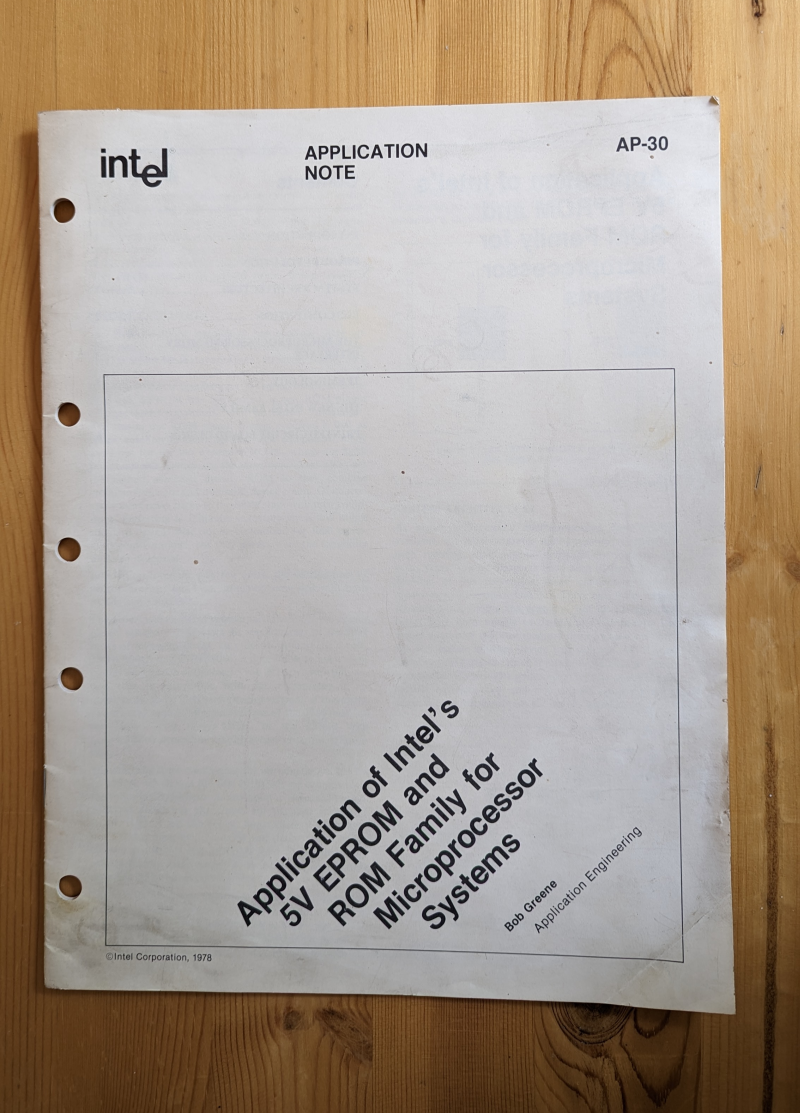 intel
APPLICATION
NOTE
AP-30
Application of Intel's
5V EPROM and
ROM Family for
Microprocessor
Systems
Bob Greene
Application Engineering
©Intel Corporation, 1978